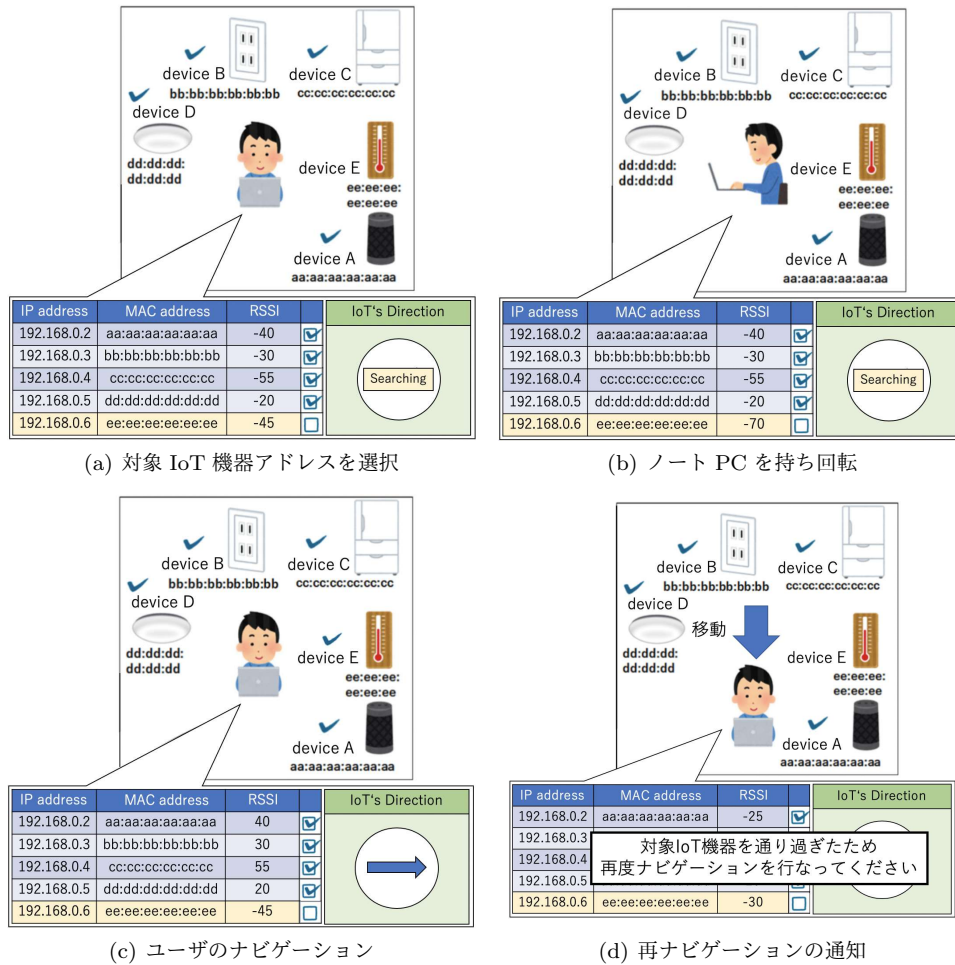 device B
device C
bb:bb:bb:bb:bb:bb
cc:cc:cc:cc:cc:cc
device D
dd:dd:dd:
dd:dd:dd
device E
ee:ee:ee:
ee:ee:ee
device A
aa:aa:aa:aa:aa:aa
IP address MAC address RSSI IoT's Direction
192.168.0.2 aa:aa:aa:aa:aa:aa -40
192.168.0.3 bb:bb:bb:bb:bb:bb -30
192.168.0.4 cc:cc:cc:cc:cc:cc -55 Searching
192.168.0.5 dd:dd:dd:dd:dd:dd -20
192.168.0.6 ee:ee:ee:ee:ee:ee -45
(a) 対象 IoT 機器アドレスを選択
device B
device C
bb:bb:bb:bb:bb:bb
cc:cc:cc:cc:cc:cc
device D
dd:dd:dd:
dd:dd:dd
device E
ee:ee:ee:
ee:ee:ee
device A
aa:aa:aa:aa:aa:aa
IP address MAC address RSSI IoT's Direction
192.168.0.2 aa:aa:aa:aa:aa:aa -40
192.168.0.3 bb:bb:bb:bb:bb:bb -30
192.168.0.4 cc:cc:cc:cc:cc:cc -55 Searching
192.168.0.5 dd:dd:dd:dd:dd:dd -20
192.168.0.6 ee:ee:ee:ee:ee:ee -70
(b) ノート PC を持ち回転
device B
device C
bb:bb:bb:bb:bb:bb
cc:cc:cc:cc:cc:cc
device D
dd:dd:dd:
dd:dd:dd
device E
ee:ee:ee:
ee:ee:ee
device A
aa:aa:aa:aa:aa:aa
IP address MAC address RSSI IoT's Direction
192.168.0.2 aa:aa:aa:aa:aa:aa 40
192.168.0.3 bb:bb:bb:bb:bb:bb 30
192.168.0.4 cc:cc:cc:cc:cc:cc 55
192.168.0.5 dd:dd:dd:dd:dd:dd 20
192.168.0.6 ee:ee:ee:ee:ee:ee -45
(c) ユーザのナビゲーション
device B
device C
bb:bb:bb:bb:bb:bb
cc:cc:cc:cc:cc:cc
device D
移動
dd:dd:dd:
dd:dd:dd
device E
ee:ee:ee:
ee:ee:ee
device A
aa:aa:aa:aa:aa:aa
IP address MAC address RSSI IoT's Direction
192.168.0.2 aa:aa:aa:aa:aa:aa -25
192.168.0.3
対象IoT機器を通り過ぎたため
192.168.0.4
再度ナビゲーションを行なってください
192.168.0.5
192.168.0.6 ee:ee:ee:ee:ee:ee -30
(d) 再ナビゲーションの通知